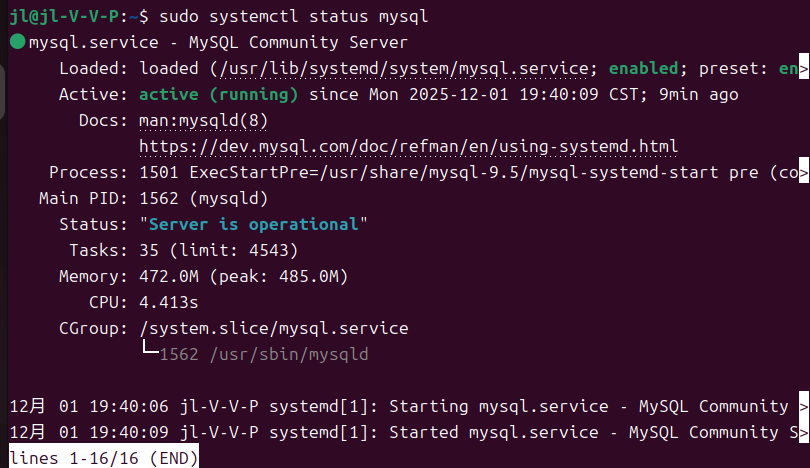 jl@jl-V-V-P:~$ sudo systemctl status mysql
mysql.service - MySQL Community Server
Loaded: loaded (/usr/lib/systemd/system/mysql.service; enabled; preset: en>
Active: active (running) since Mon 2025-12-01 19:40:09 CST; 9min ago
Docs: man:mysqld(8)
https://dev.mysql.com/doc/refman/en/using-systemd.html
Process: 1501 ExecStartPre=/usr/share/mysql-9.5/mysql-systemd-start pre (co>
Main PID: 1562 (mysqld)
Status: "Server is operational"
Tasks: 35 (limit: 4543)
Memory: 472.0M (peak: 485.0M)
CPU: 4.413s
CGroup: /system.slice/mysql.service
└─1562 /usr/sbin/mysqld
12月 01 19:40:06 jl-V-V-P systemd[1]: Starting mysql.service - MySQL Community >
12月 01 19:40:09 jl-V-V-P systemd[1]: Started mysql.service - MySQL Community S>
lines 1-16/16 (END)